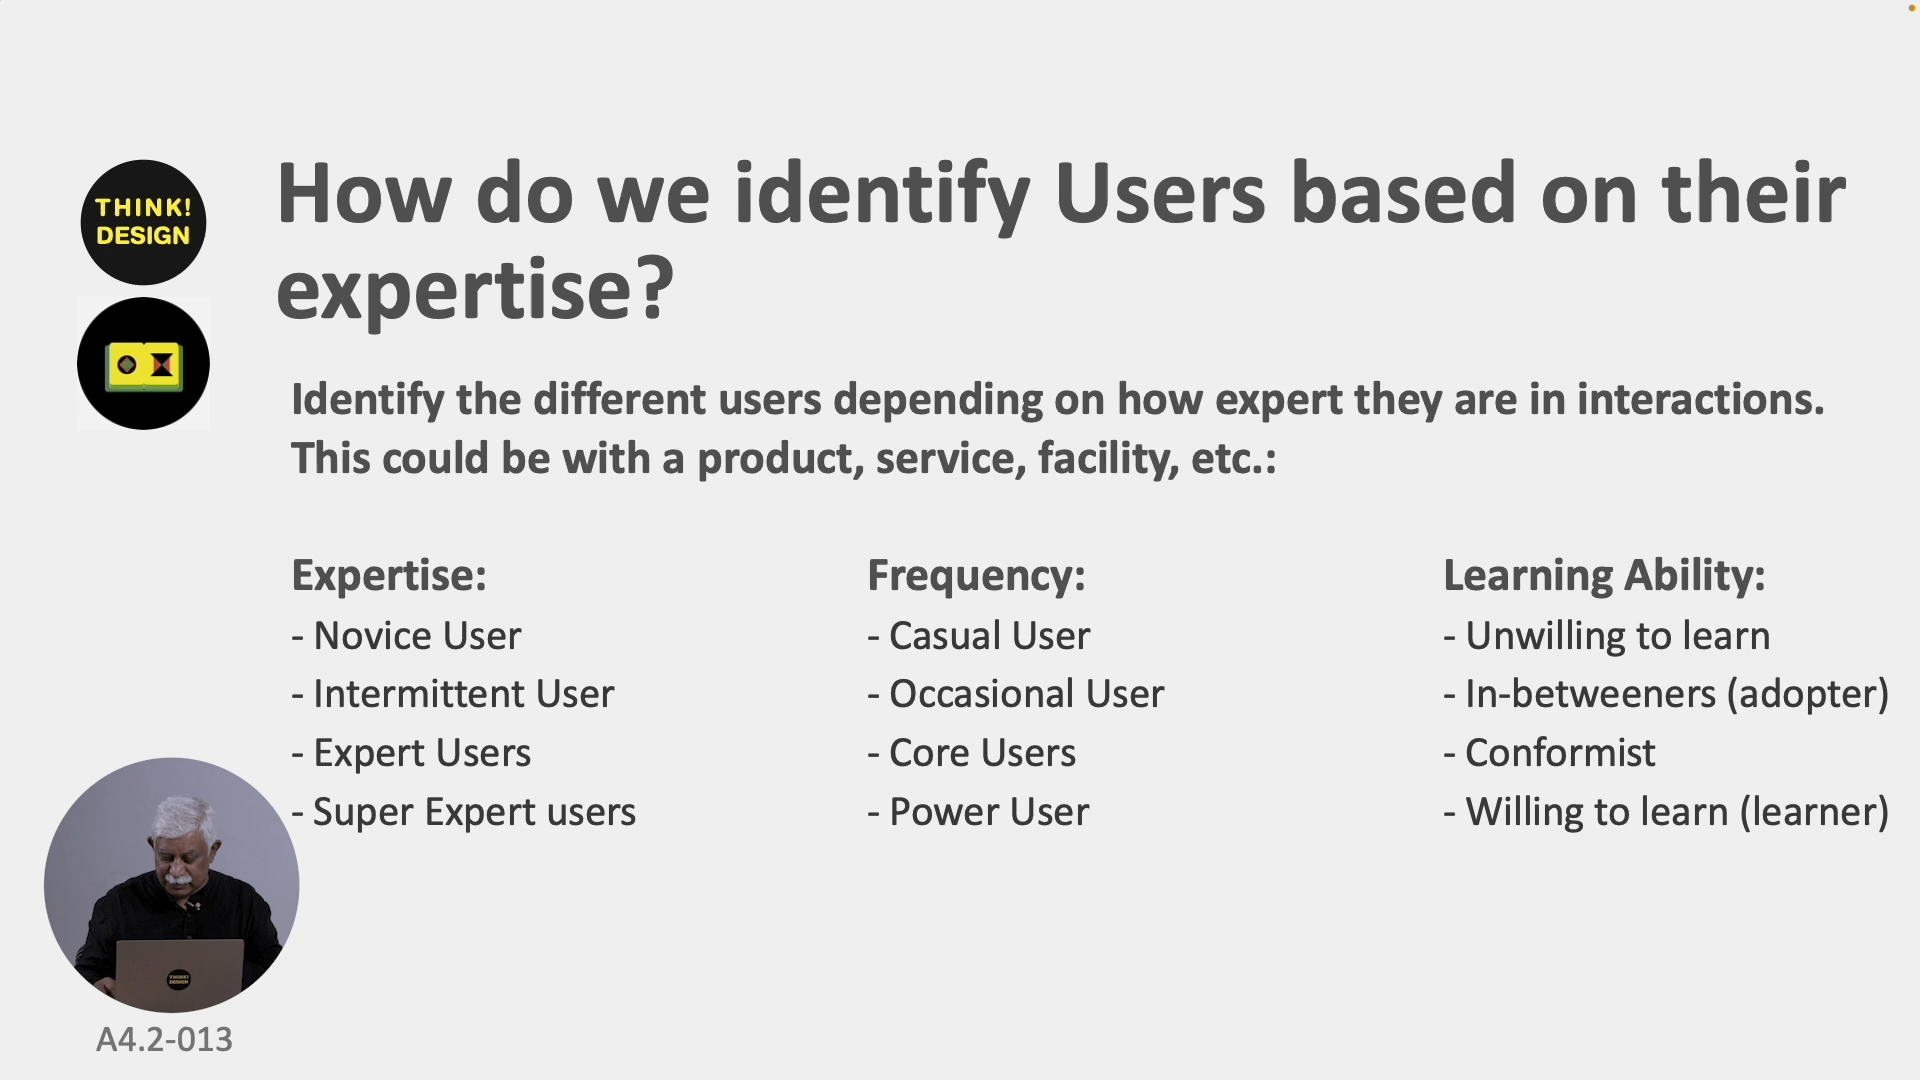 THINK!
DESIGN
How do we identify Users based on their
expertise?
Identify the different users depending on how expert they are in interactions.
This could be with a product, service, facility, etc.:
Expertise:
- Novice User
- Intermittent User
- Expert Users
- Super Expert users
Frequency:
- Casual User
- Occasional User
- Core Users
- Power User
Learning Ability:
- Unwilling to learn
- In-betweeners (adopter)
- Conformist
- Willing to learn (learner)
THINK!
DESIGN
A4.2-013